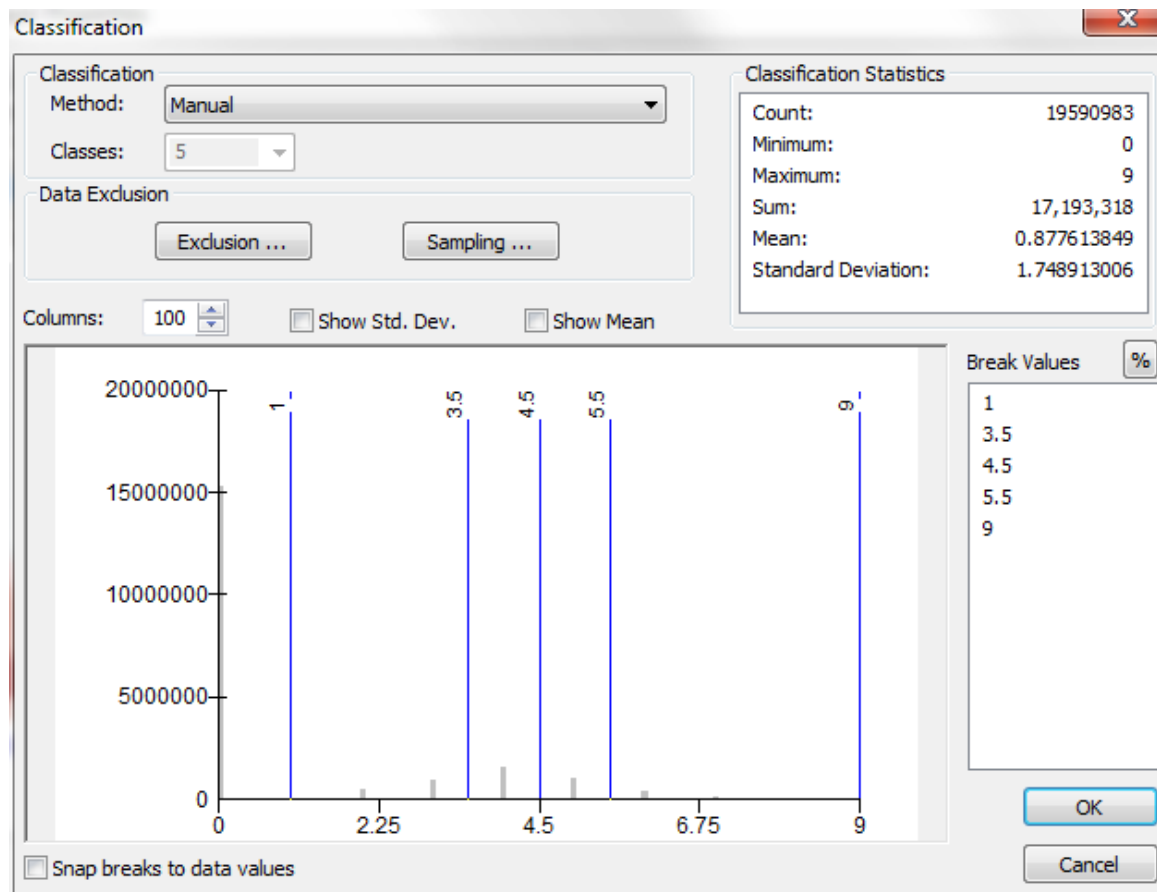 Classification
x
Classification
Method: Manual
Classes: 5
Data Exclusion
Exclusion ...
Sampling ...
Classification Statistics
Count: 19590983
Minimum: 0
Maximum: 9
Sum: 17,193,318
Mean: 0.877613849
Standard Deviation: 1.748913006
Columns: 100
Show Std. Dev.
Show Mean
Break Values
%
1
3.5
4.5
5.5
9
20000000
15000000
10000000
5000000
0
1
3.5
4.5
5.5
9
0
2.25
4.5
6.75
9
Snap breaks to data values
OK
Cancel